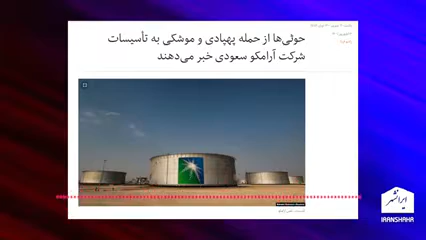 حوثی‌ها از حمله پهپادی و موشکی به تأسیسات
شرکت آرامکو سعودی خبر می‌دهند
ایرانشهر
IRANSHAHR